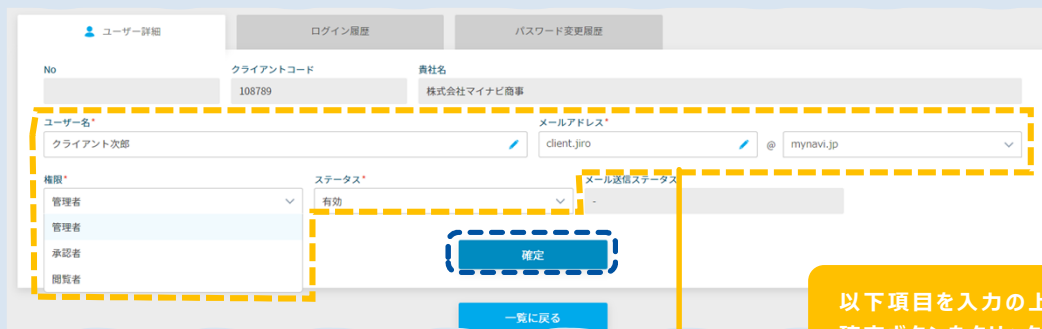 ユーザー詳細 ログイン履歴 パスワード変更履歴
No クライアントコード 貴社名
108789 株式会社マイナビ商事
ユーザー名* メールアドレス*
クライアント次郎 client.jiro @ mynavi.jp
権限* ステータス* メール送信ステータス
管理者 有効 -
管理者
承認者
閲覧者
確定
以下項目を入力の上
一覧に戻る